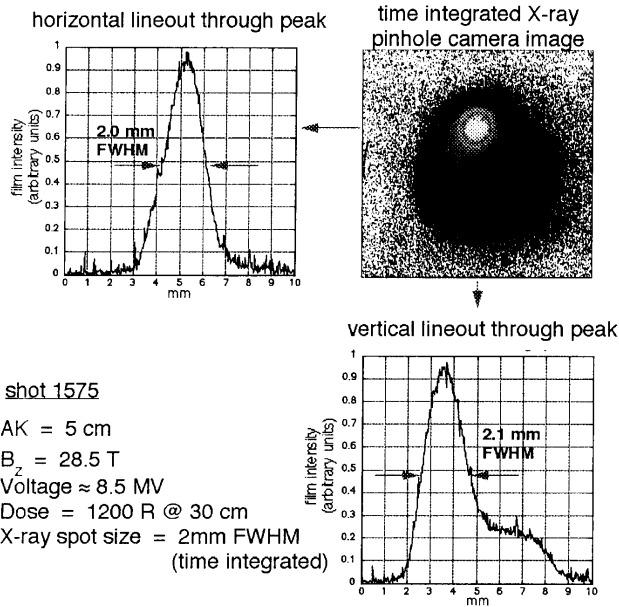 horizontal lineout through peak
time integrated X-ray
pinhole camera image
film intensity
(arbitrary units)
1
0.9
0.8
0.7
0.6
0.5
0.4
0.3
0.2
0.1
0
2.0 mm
FWHM
0 1 2 3 4 5 6 7 8 9 10
mm
vertical lineout through peak
film intensity
(arbitrary units)
1
0.9
0.8
0.7
0.6
0.5
0.4
0.3
0.2
0.1
0
2.1 mm
FWHM
0 1 2 3 4 5 6 7 8 9 10
mm
shot 1575
AK = 5 cm
B_z = 28.5 T
Voltage ≈ 8.5 MV
Dose = 1200 R @ 30 cm
X-ray spot size = 2mm FWHM
(time integrated)